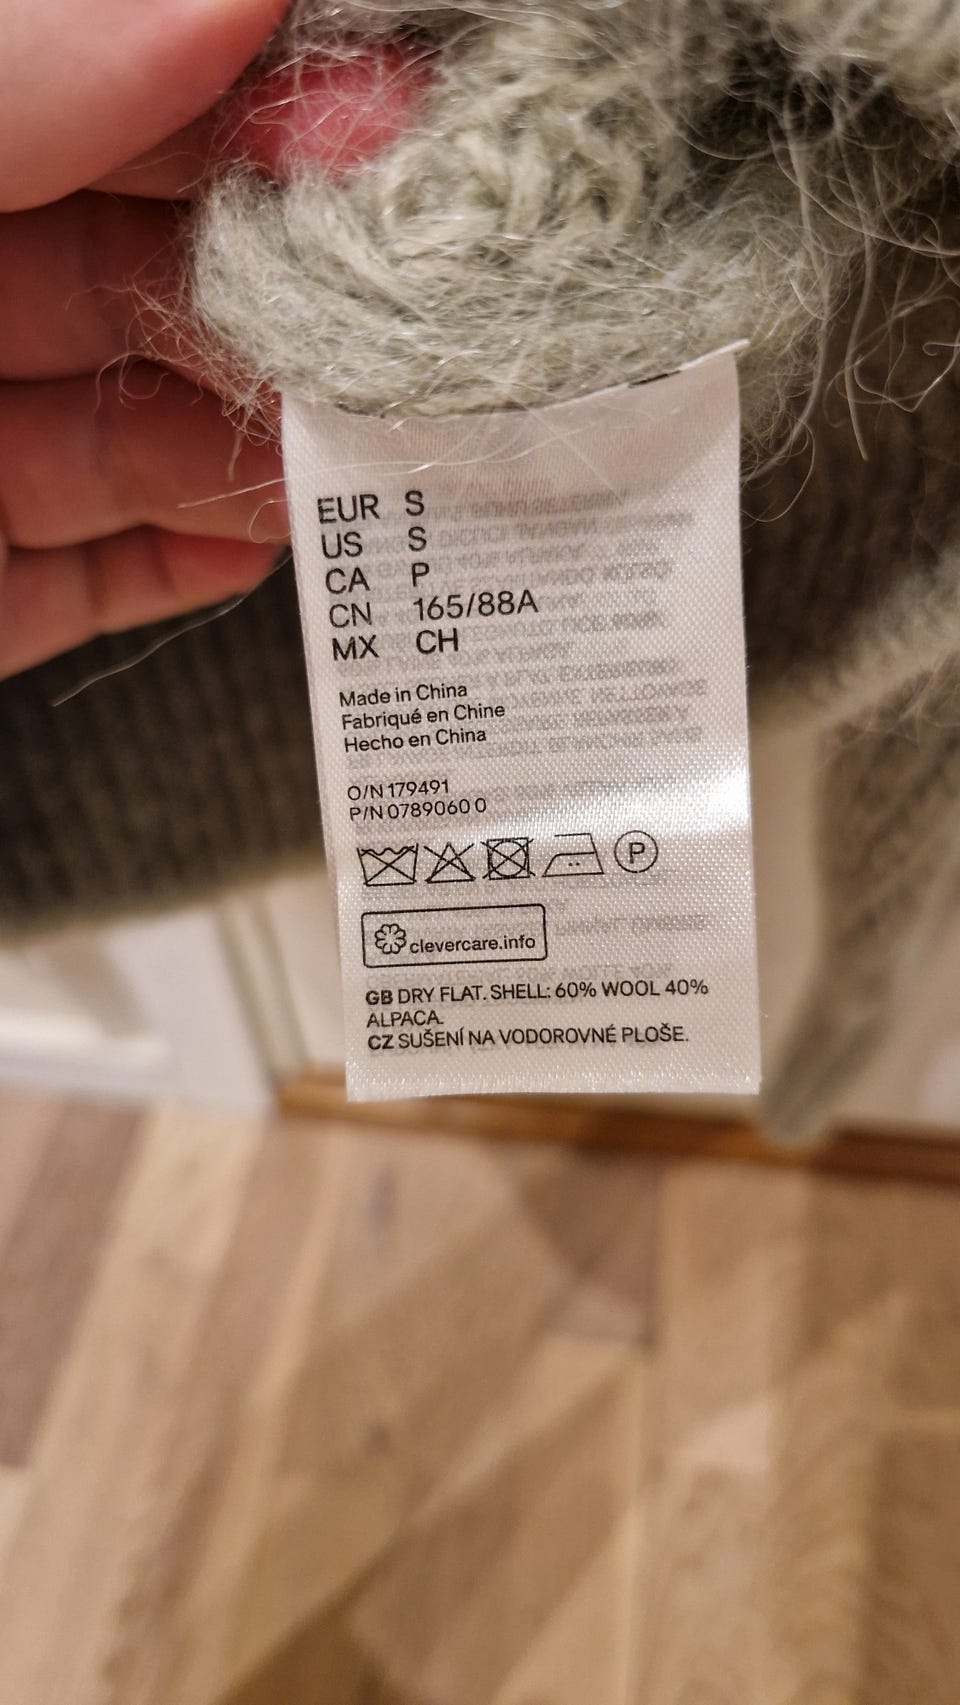 EUR S
US S
CA P
CN 165/88A
MX CH
Made in China
Fabriqué en Chine
Hecho en China
O/N 179491
P/N 0789060 0
P
clevercare.info
GB DRY FLAT. SHELL: 60% WOOL 40%
ALPACA.
CZ SUŠENÍ NA VODOROVNÉ PLOŠE.